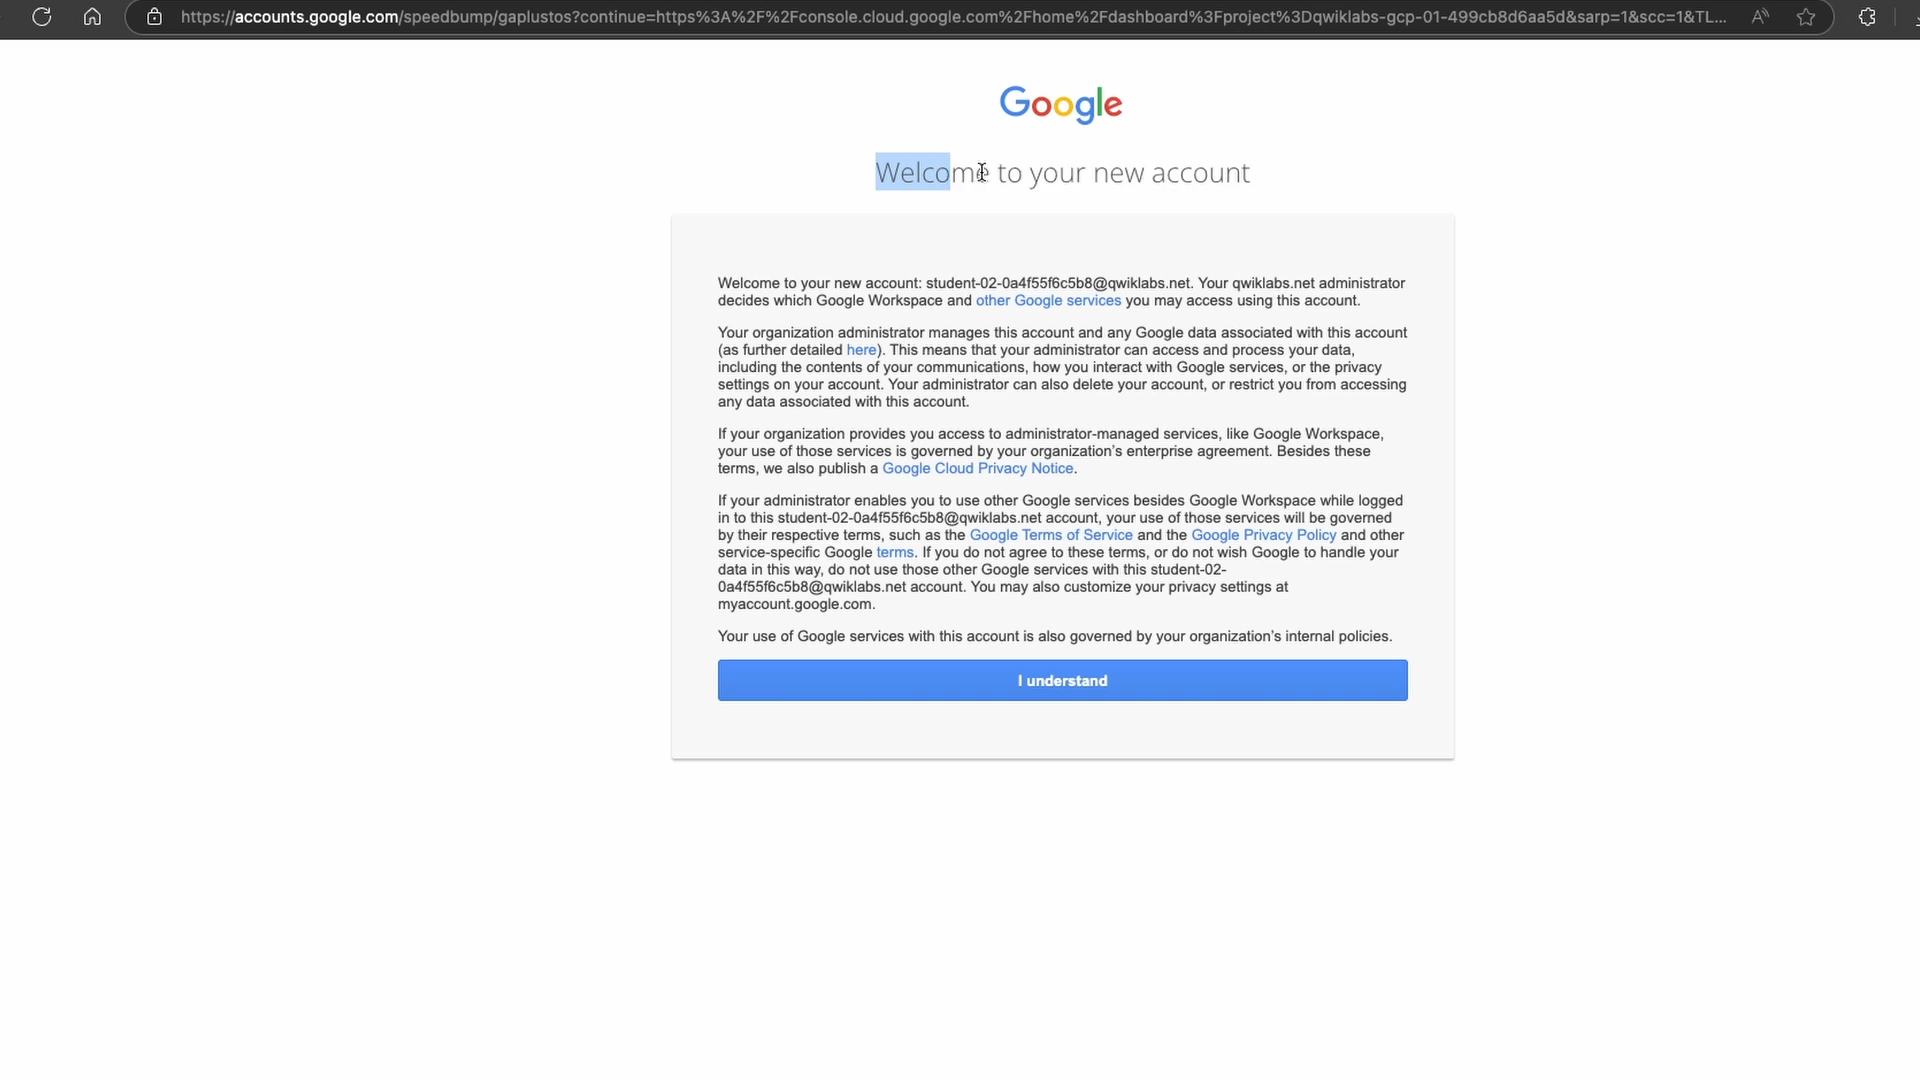 https://accounts.google.com/speedbump/gaplustos?continue=https%3A%2F%2Fconsole.cloud.google.com%2Fhome%2Fdashboard%3Fproject%3Dqwiklabs-gcp-01-499cb8d6aa5d&sarp=1&scc=1&TL...
Google
Welcome to your new account
Welcome to your new account: student-02-0a4f55f6c5b8@qwiklabs.net. Your qwiklabs.net administrator
decides which Google Workspace and other Google services you may access using this account.
Your organization administrator manages this account and any Google data associated with this account
(as further detailed here). This means that your administrator can access and process your data,
including the contents of your communications, how you interact with Google services, or the privacy
settings on your account. Your administrator can also delete your account, or restrict you from accessing
any data associated with this account.
If your organization provides you access to administrator-managed services, like Google Workspace,
your use of those services is governed by your organization's enterprise agreement. Besides these
terms, we also publish a Google Cloud Privacy Notice.
If your administrator enables you to use other Google services besides Google Workspace while logged
in to this student-02-0a4f55f6c5b8@qwiklabs.net account, your use of those services will be governed
by their respective terms, such as the Google Terms of Service and the Google Privacy Policy and other
service-specific Google terms. If you do not agree to these terms, or do not wish Google to handle your
data in this way, do not use those other Google services with this student-02-
0a4f55f6c5b8@qwiklabs.net account. You may also customize your privacy settings at
myaccount.google.com.
Your use of Google services with this account is also governed by your organization's internal policies.
I understand